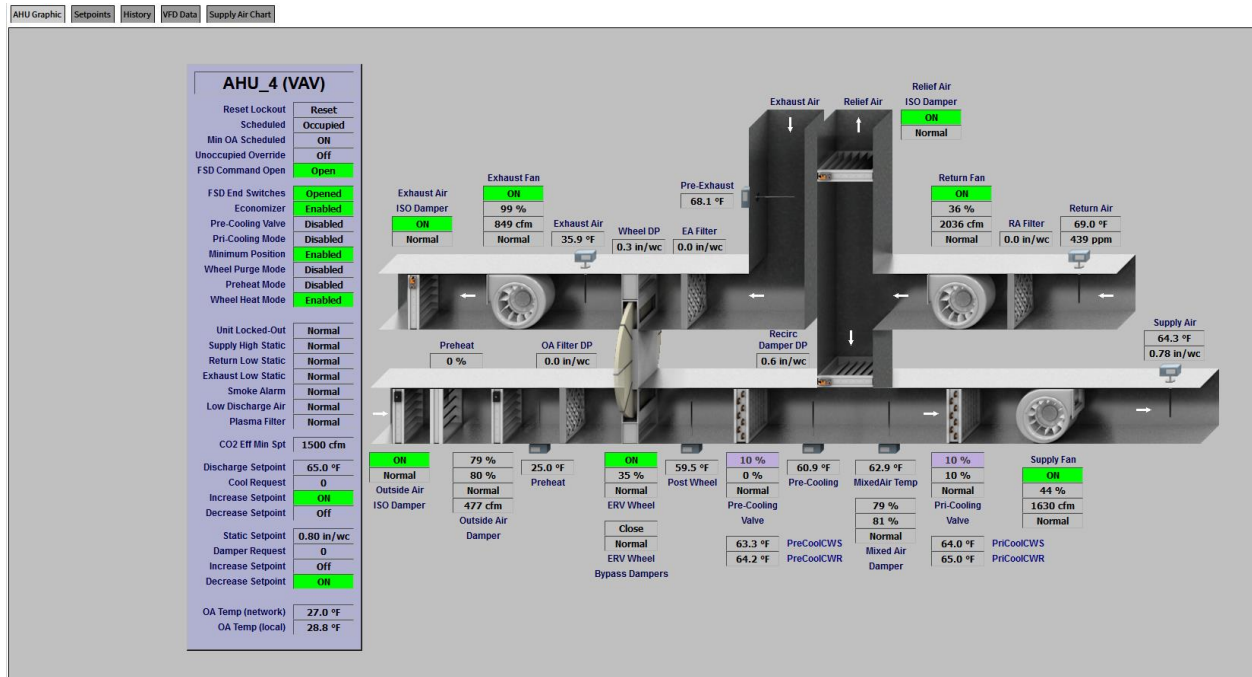 AHU Graphic Setpoints History VFD Data Supply Air Chart
AHU_4 (VAV)
Reset Lockout Reset
Scheduled Occupied
Min OA Scheduled ON
Unoccupied Override Off
FSD Command Open Open
FSD End Switches Opened
Economizer Enabled
Pre-Cooling Valve Disabled
Pri-Cooling Mode Disabled
Minimum Position Enabled
Wheel Purge Mode Disabled
Preheat Mode Disabled
Wheel Heat Mode Enabled
Unit Locked-Out Normal
Supply High Static Normal
Return Low Static Normal
Exhaust Low Static Normal
Smoke Alarm Normal
Low Discharge Air Normal
Plasma Filter Normal
CO2 Eff Min Spt 1500 cfm
Discharge Setpoint 65.0 ºF
Cool Request 0
Increase Setpoint ON
Decrease Setpoint Off
Static Setpoint 0.80 in/wc
Damper Request 0
Increase Setpoint Off
Decrease Setpoint ON
OA Temp (network) 27.0 ºF
OA Temp (local) 28.8 ºF
Exhaust Air
ISO Damper
ON
Normal
Exhaust Fan
ON
99 %
849 cfm
Normal
Exhaust Air
35.9 ºF
Wheel DP
0.3 in/wc
EA Filter
0.0 in/wc
Pre-Exhaust
68.1 ºF
Exhaust Air
Relief Air
Relief Air
ISO Damper
ON
Normal
Return Fan
ON
36 %
2036 cfm
Normal
RA Filter
0.0 in/wc
Return Air
69.0 ºF
439 ppm
Preheat
0 %
OA Filter DP
0.0 in/wc
Recirc
Damper DP
0.6 in/wc
Supply Air
64.3 ºF
0.78 in/wc
ON
Normal
Outside Air
ISO Damper
79 %
80 %
Normal
477 cfm
Outside Air
Damper
25.0 ºF
Preheat
ON
35 %
Normal
ERV Wheel
Close
Normal
ERV Wheel
Bypass Dampers
59.5 ºF
Post Wheel
10 %
0 %
Normal
Pre-Cooling
Valve
63.3 ºF PreCoolCWS
64.2 ºF PreCoolCWR
60.9 ºF
Pre-Cooling
62.9 ºF
MixedAir Temp
79 %
81 %
Normal
Mixed Air
Damper
10 %
10 %
Normal
Pri-Cooling
Valve
64.0 ºF PriCoolCWS
65.0 ºF PriCoolCWR
Supply Fan
ON
44 %
1630 cfm
Normal